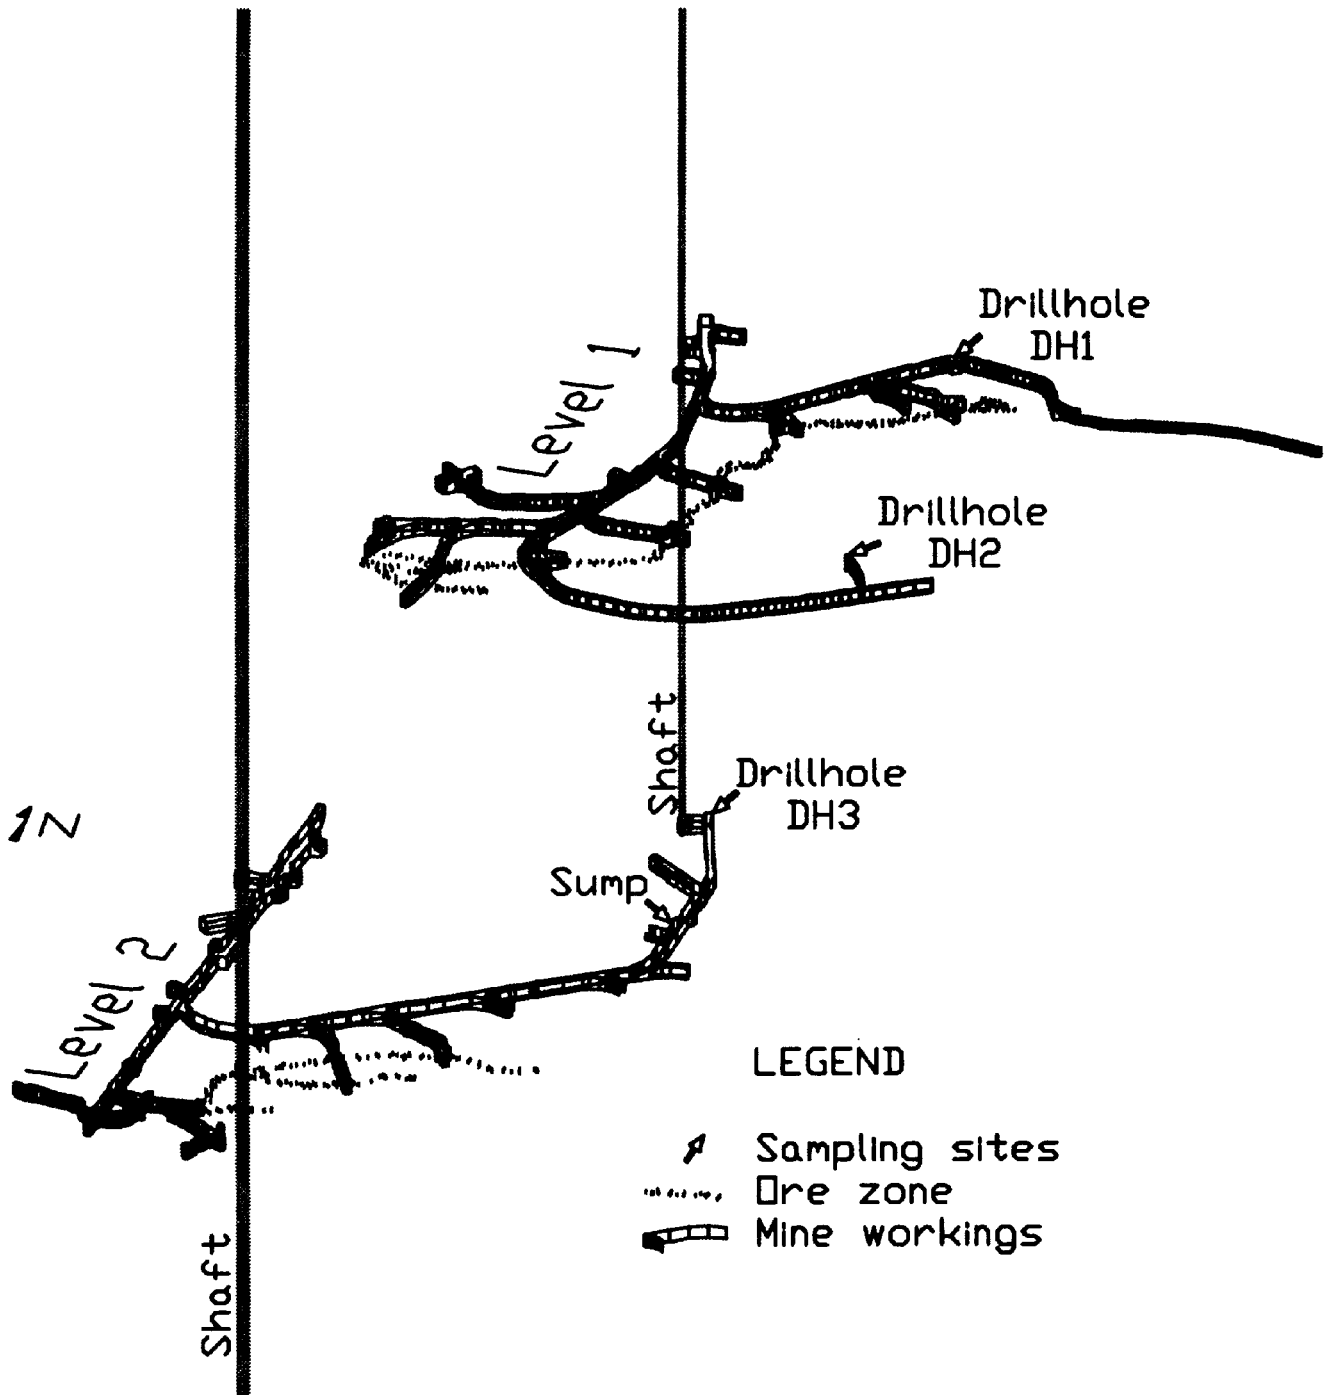 Drillhole
DH1
Level 1
Drillhole
DH2
Shaft
Drillhole
DH3
N
Sump
Level 2
LEGEND
Sampling sites
Ore zone
Mine workings
Shaft